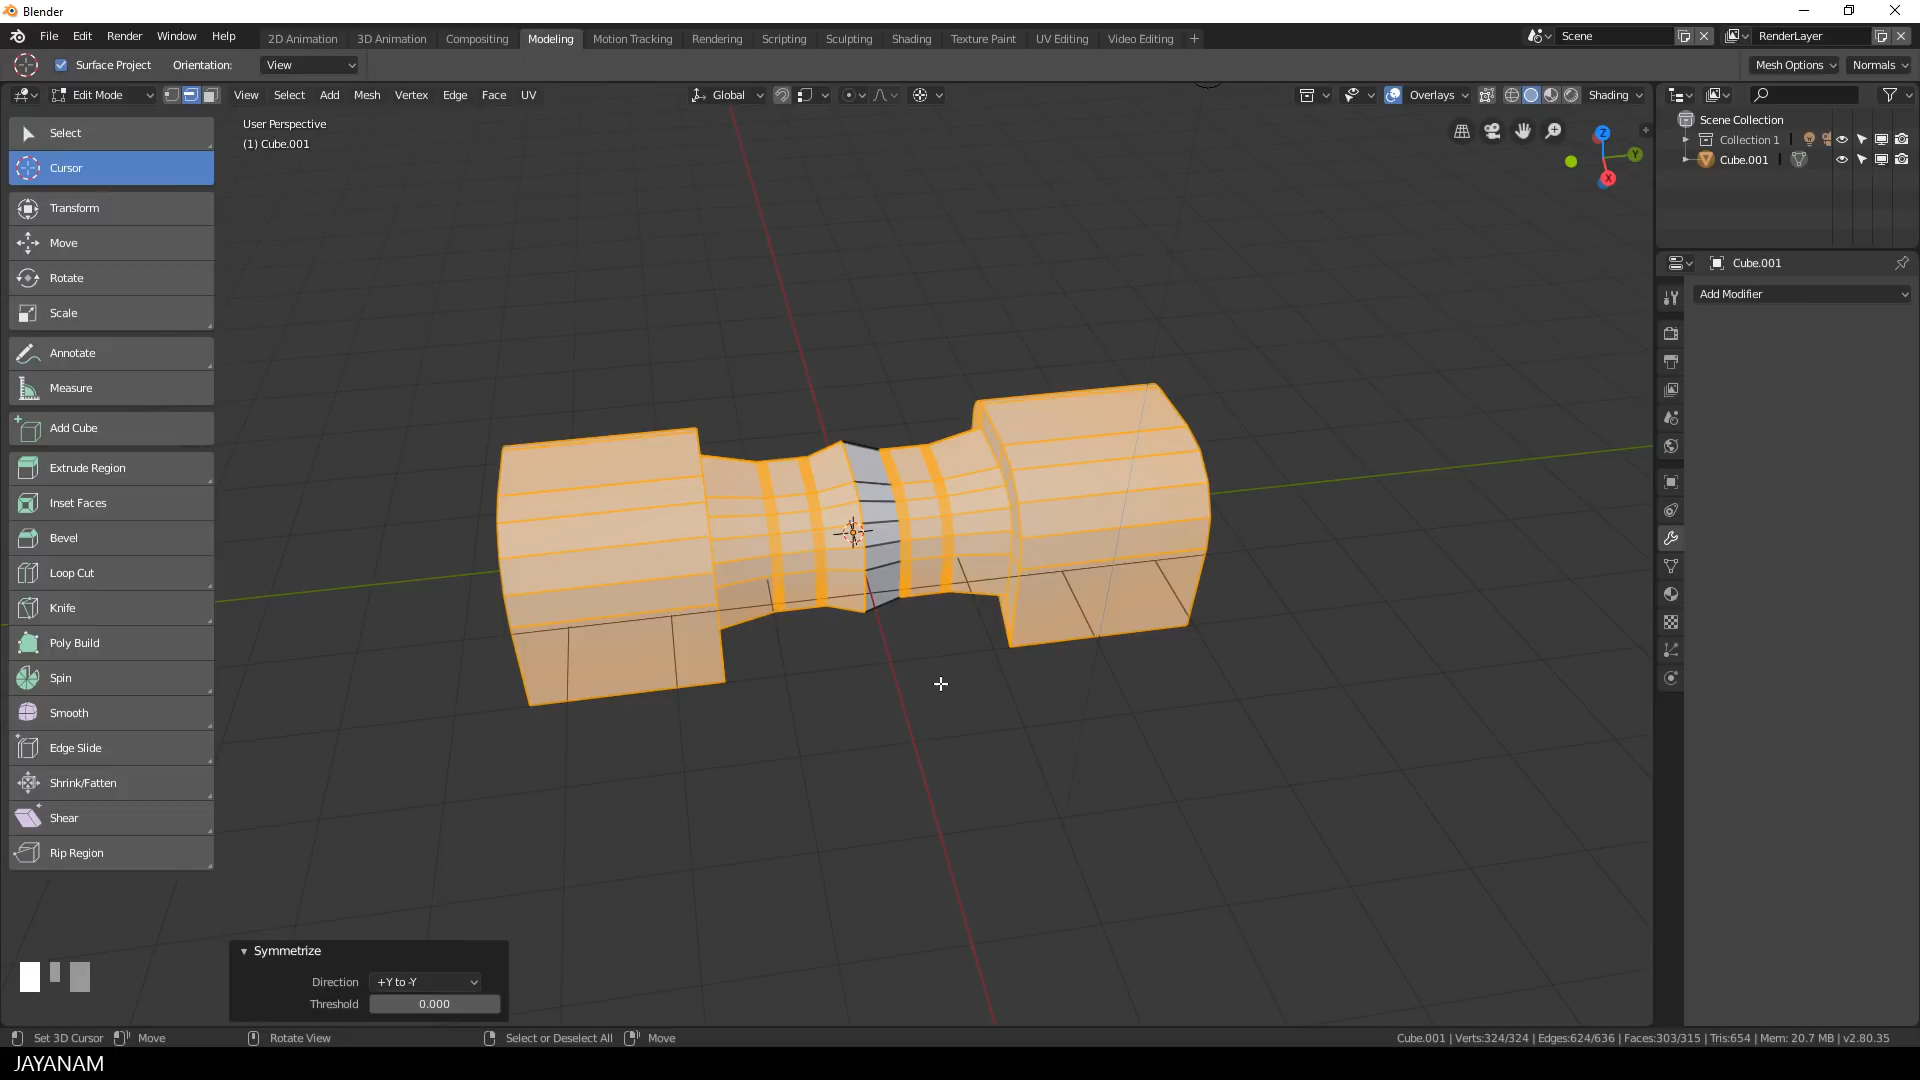 Blender
File Edit Render Window Help 2D Animation 3D Animation Compositing Modeling Motion Tracking Rendering Scripting Sculpting Shading Texture Paint UV Editing Video Editing + Scene RenderLayer
Surface Project Orientation: View Mesh Options Normals
Edit Mode View Select Add Mesh Vertex Edge Face UV Global Overlays Shading
User Perspective
(1) Cube.001
Z
Y
X
Scene Collection
Collection 1
Cube.001
Cube.001
Add Modifier
Select
Cursor
Transform
Move
Rotate
Scale
Annotate
Measure
Add Cube
Extrude Region
Inset Faces
Bevel
Loop Cut
Knife
Poly Build
Spin
Smooth
Edge Slide
Shrink/Fatten
Shear
Rip Region
Symmetrize
Direction +Y to -Y
Threshold 0.000
Set 3D Cursor Move Rotate View Select or Deselect All Move Cube.001 | Verts:324/324 | Edges:624/636 | Faces:303/315 | Tris:654 | Mem: 20.7 MB | v2.80.35
JAYANAM